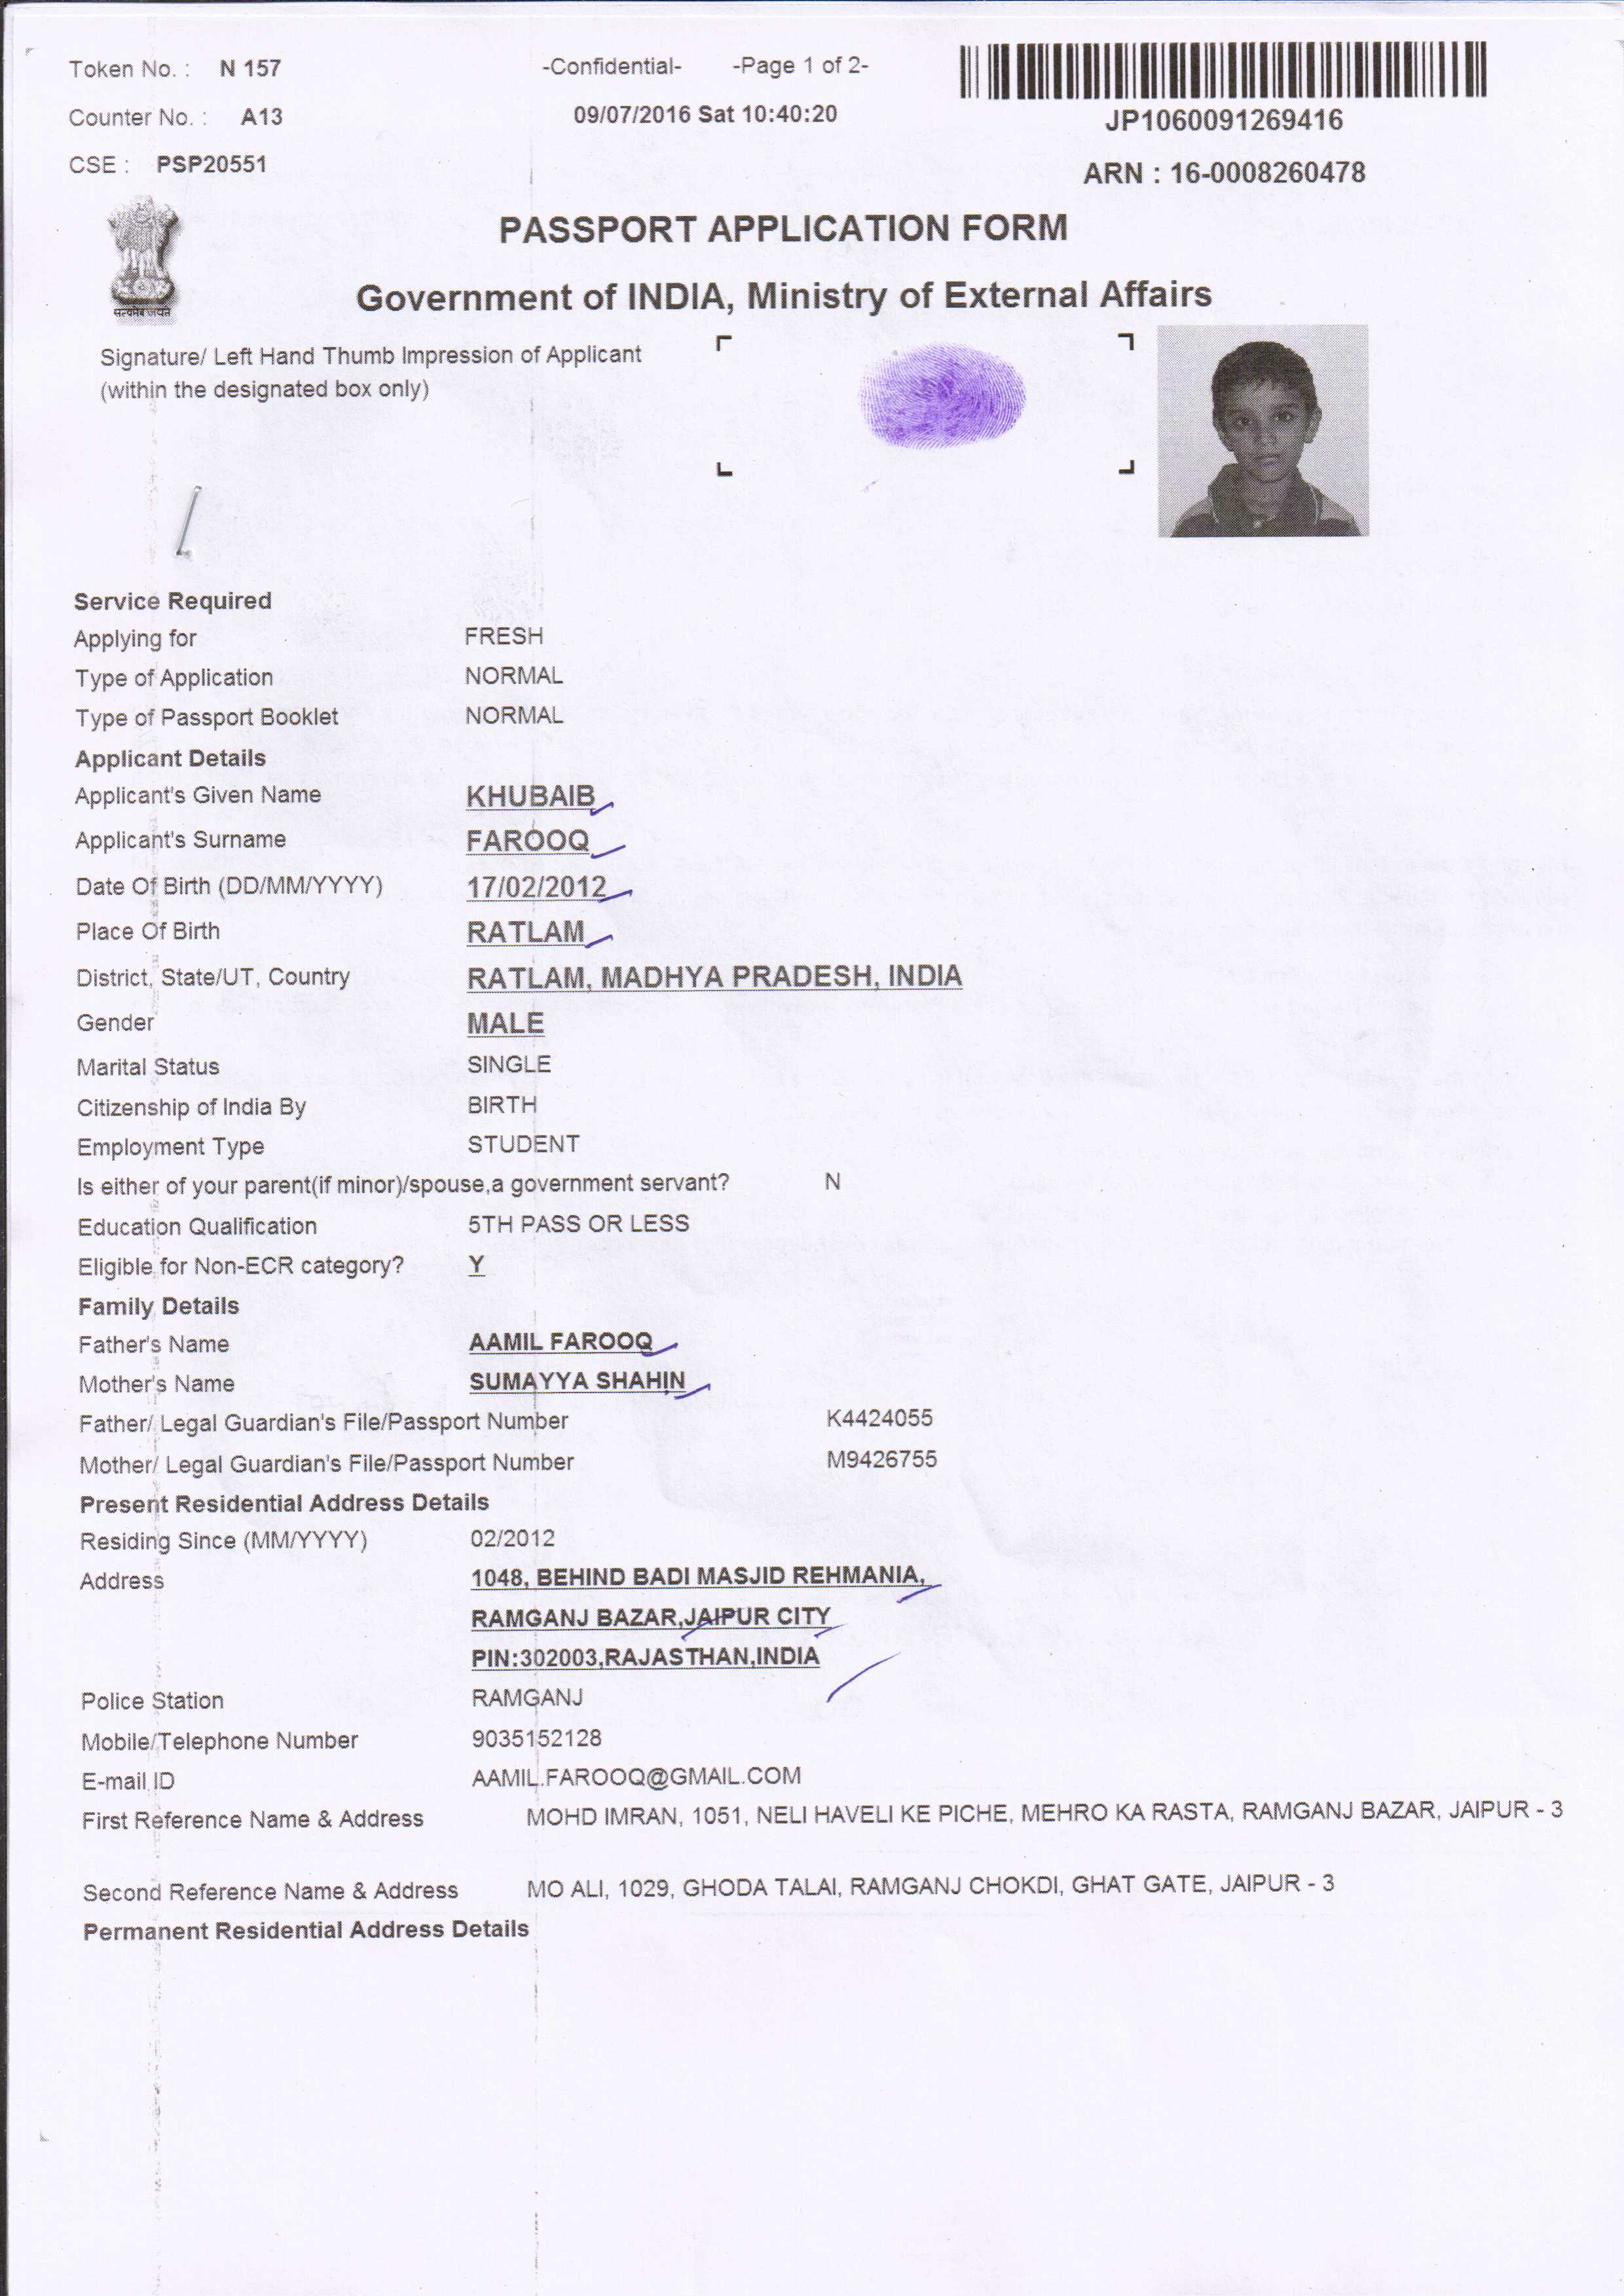 Token No. : N 157
-Confidential- -Page 1 of 2-
Counter No. : A13
09/07/2016 Sat 10:40:20
JP1060091269416
CSE : PSP20551
ARN : 16-0008260478
सत्यमेव जयते
PASSPORT APPLICATION FORM
Government of INDIA, Ministry of External Affairs
Signature/ Left Hand Thumb Impression of Applicant
(within the designated box only)
Service Required
Applying for FRESH
Type of Application NORMAL
Type of Passport Booklet NORMAL
Applicant Details
Applicant's Given Name KHUBAIB
Applicant's Surname FAROOQ
Date Of Birth (DD/MM/YYYY) 17/02/2012
Place Of Birth RATLAM
District, State/UT, Country RATLAM, MADHYA PRADESH, INDIA
Gender MALE
Marital Status SINGLE
Citizenship of India By BIRTH
Employment Type STUDENT
Is either of your parent(if minor)/spouse,a government servant? N
Education Qualification 5TH PASS OR LESS
Eligible for Non-ECR category? Y
Family Details
Father's Name AAMIL FAROOQ
Mother's Name SUMAYYA SHAHIN
Father/ Legal Guardian's File/Passport Number K4424055
Mother/ Legal Guardian's File/Passport Number M9426755
Present Residential Address Details
Residing Since (MM/YYYY) 02/2012
Address 1048, BEHIND BADI MASJID REHMANIA,
RAMGANJ BAZAR,JAIPUR CITY
PIN:302003,RAJASTHAN,INDIA
Police Station RAMGANJ
Mobile/Telephone Number 9035152128
E-mail ID AAMIL.FAROOQ@GMAIL.COM
First Reference Name & Address MOHD IMRAN, 1051, NELI HAVELI KE PICHE, MEHRO KA RASTA, RAMGANJ BAZAR, JAIPUR - 3
Second Reference Name & Address MO ALI, 1029, GHODA TALAI, RAMGANJ CHOKDI, GHAT GATE, JAIPUR - 3
Permanent Residential Address Details